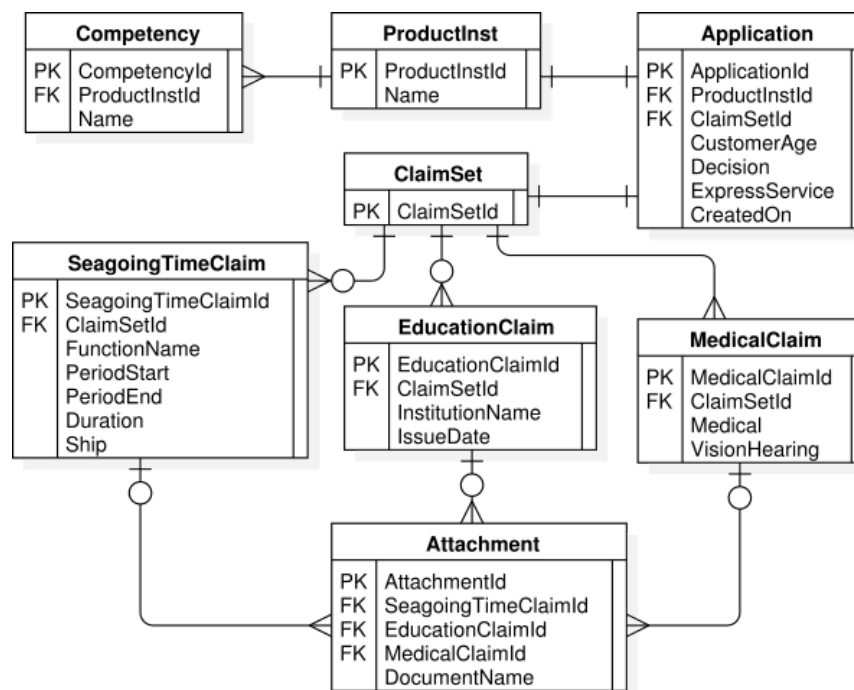 Competency
PK CompetencyId
FK ProductInstId
Name
ProductInst
PK ProductInstId
Name
Application
PK ApplicationId
FK ProductInstId
FK ClaimSetId
CustomerAge
Decision
ExpressService
CreatedOn
ClaimSet
PK ClaimSetId
SeagoingTimeClaim
PK SeagoingTimeClaimId
FK ClaimSetId
FunctionName
PeriodStart
PeriodEnd
Duration
Ship
EducationClaim
PK EducationClaimId
FK ClaimSetId
InstitutionName
IssueDate
MedicalClaim
PK MedicalClaimId
FK ClaimSetId
Medical
VisionHearing
Attachment
PK AttachmentId
FK SeagoingTimeClaimId
FK EducationClaimId
FK MedicalClaimId
DocumentName